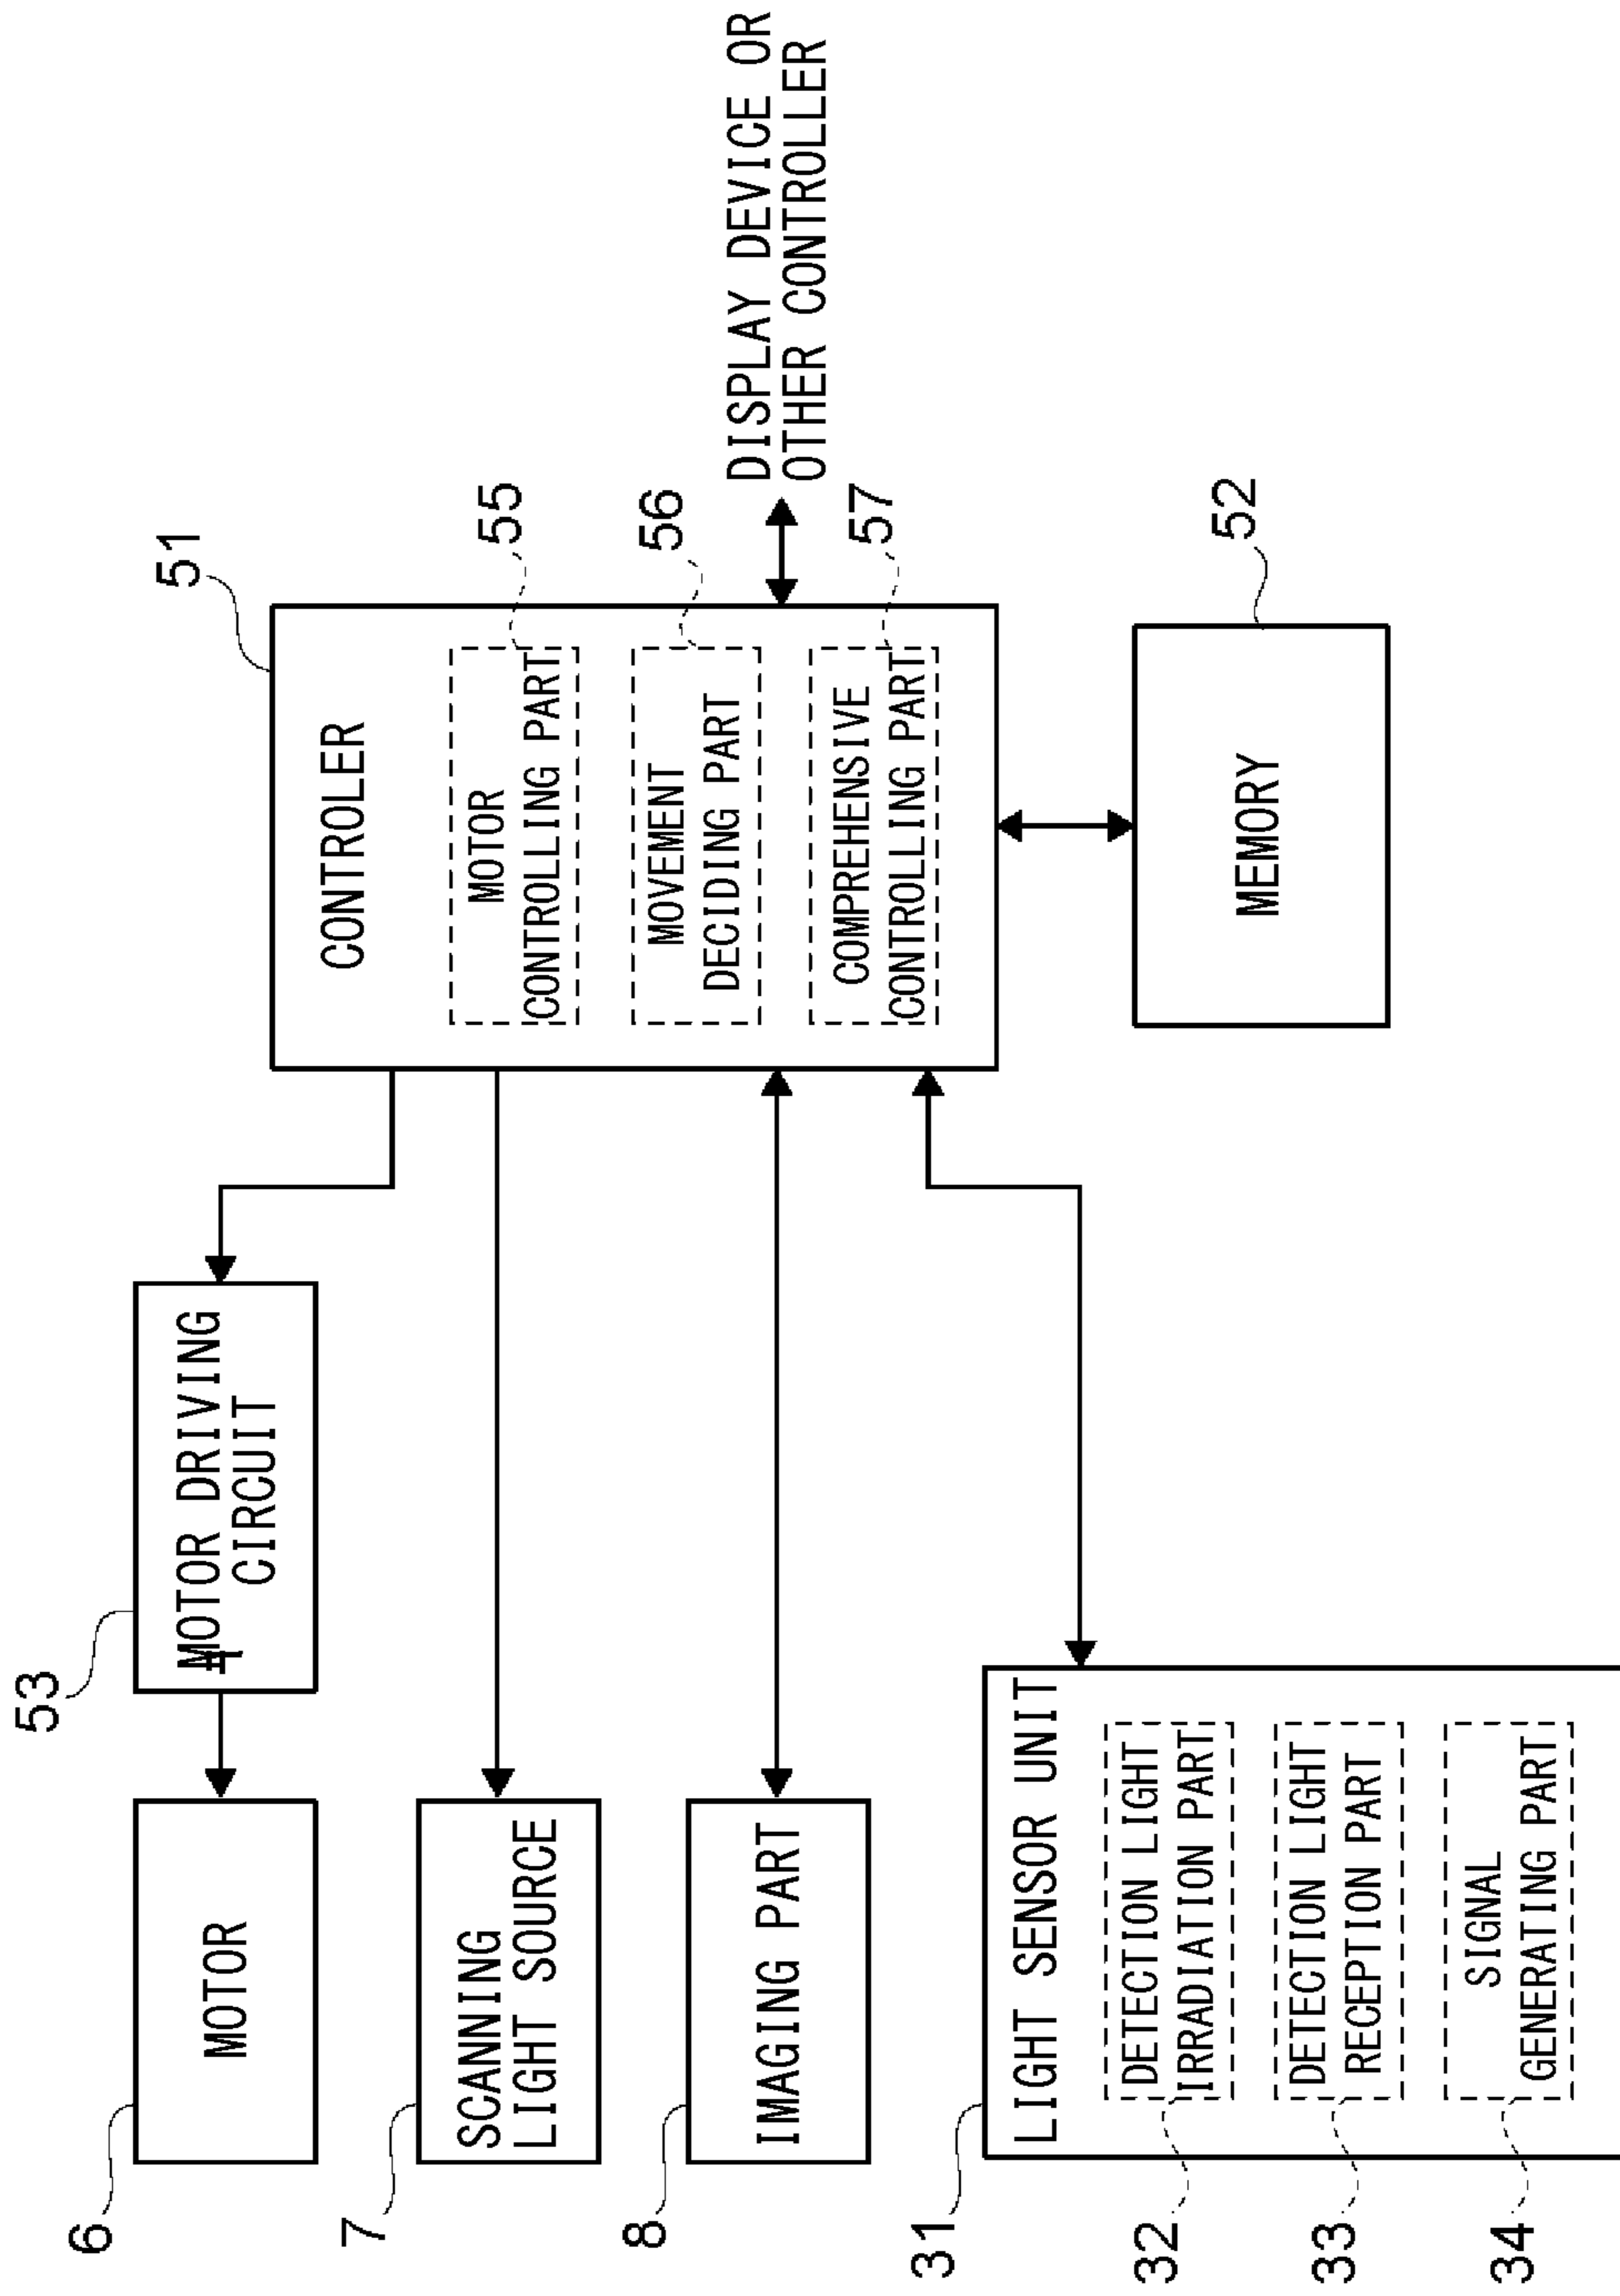 53
6
MOTOR
MOTOR DRIVING
CIRCUIT
51
CONTROLER
7
SCANNING
LIGHT SOURCE
MOTOR
CONTROLLING PART
55
8
IMAGING PART
MOVEMENT
DECIDING PART
56
DISPLAY DEVICE OR
OTHER CONTROLLER
COMPREHENSIVE
CONTROLLING PART
57
31
LIGHT SENSOR UNIT
32
DETECTION LIGHT
IRRADIATION PART
33
DETECTION LIGHT
RECEPTION PART
34
SIGNAL
GENERATING PART
52
MEMORY